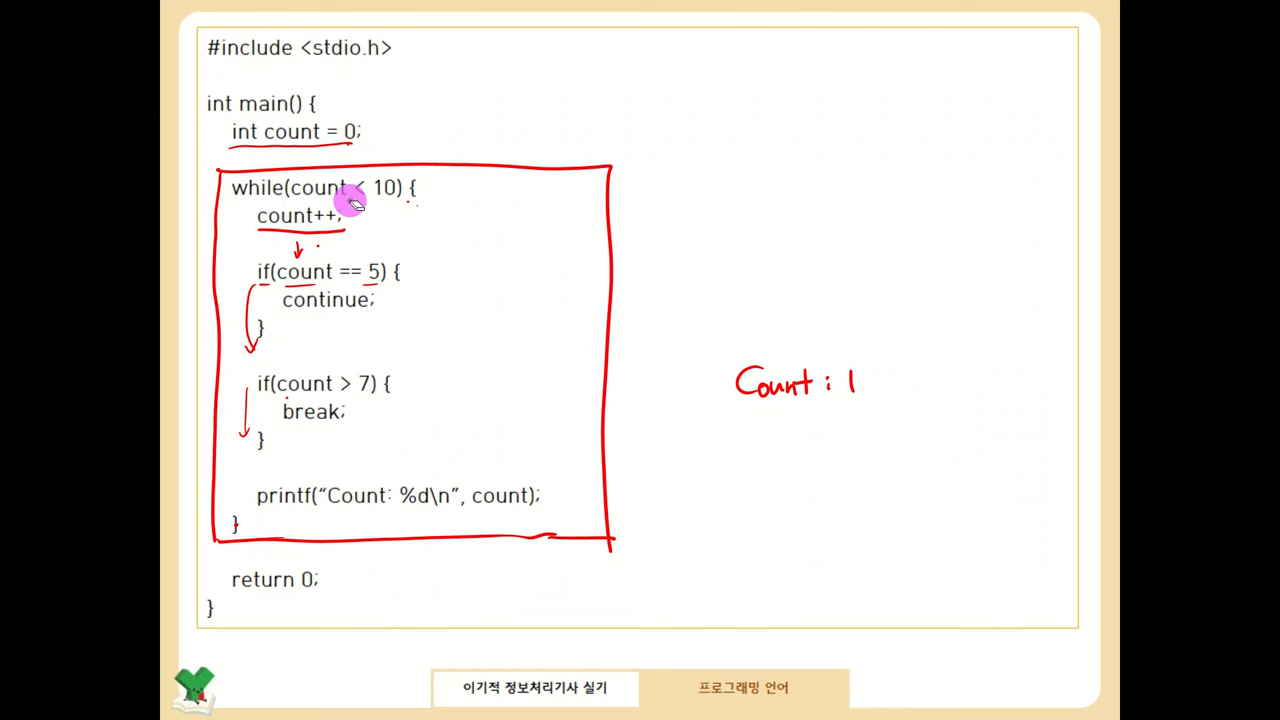 #include <stdio.h>
int main() {
int count = 0;
while(count < 10) {
count++;
if(count == 5) {
continue;
}
if(count > 7) {
break;
}
printf(“Count: %d\n”, count);
}
return 0;
}
Count : 1
이기적 정보처리기사 실기
프로그래밍 언어